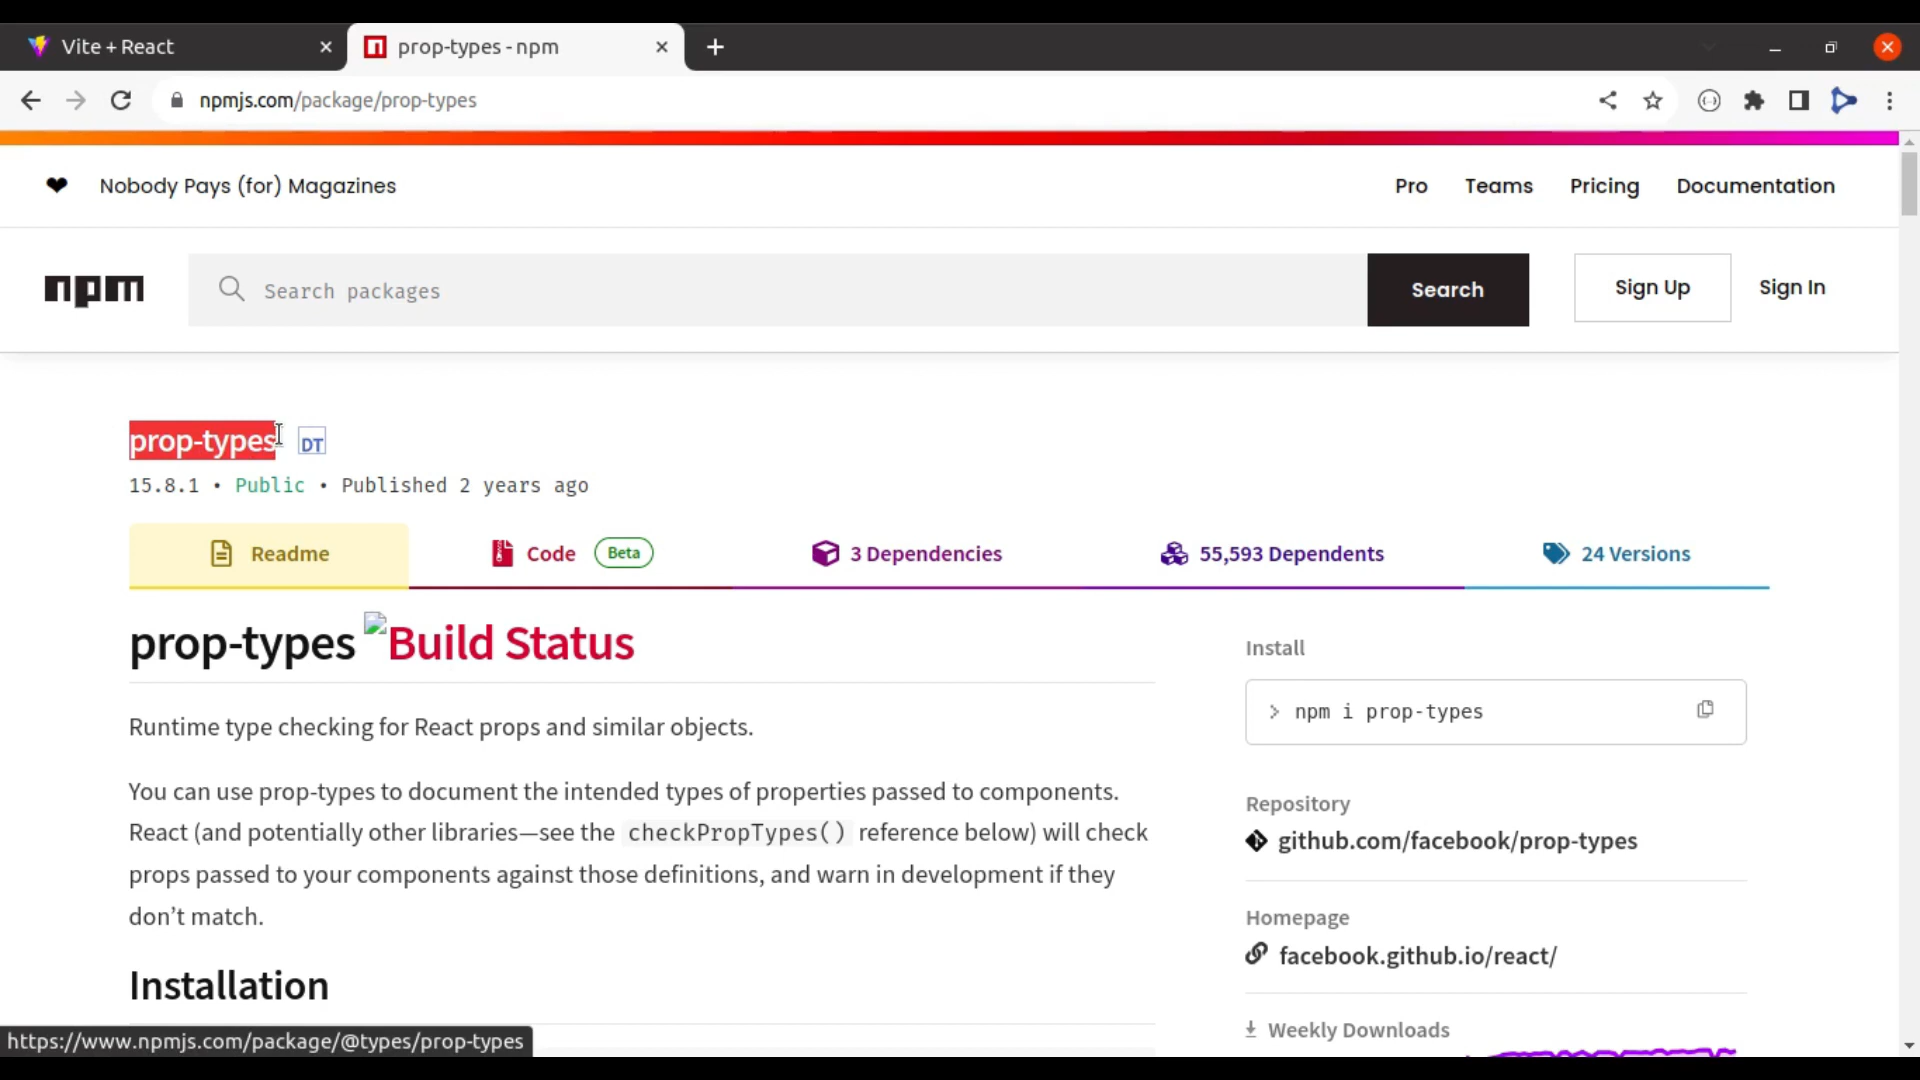 Vite + React
prop-types - npm
npmjs.com/package/prop-types
Nobody Pays (for) Magazines
Pro
Teams
Pricing
Documentation
npm
Search packages
Search
Sign Up
Sign In
prop-types
DT
15.8.1 • Public • Published 2 years ago
Readme
Code
Beta
3 Dependencies
55,593 Dependents
24 Versions
prop-types Build Status
Runtime type checking for React props and similar objects.
You can use prop-types to document the intended types of properties passed to components.
React (and potentially other libraries—see the checkPropTypes() reference below) will check
props passed to your components against those definitions, and warn in development if they
don’t match.
Installation
Install
> npm i prop-types
Repository
github.com/facebook/prop-types
Homepage
facebook.github.io/react/
Weekly Downloads
https://www.npmjs.com/package/@types/prop-types